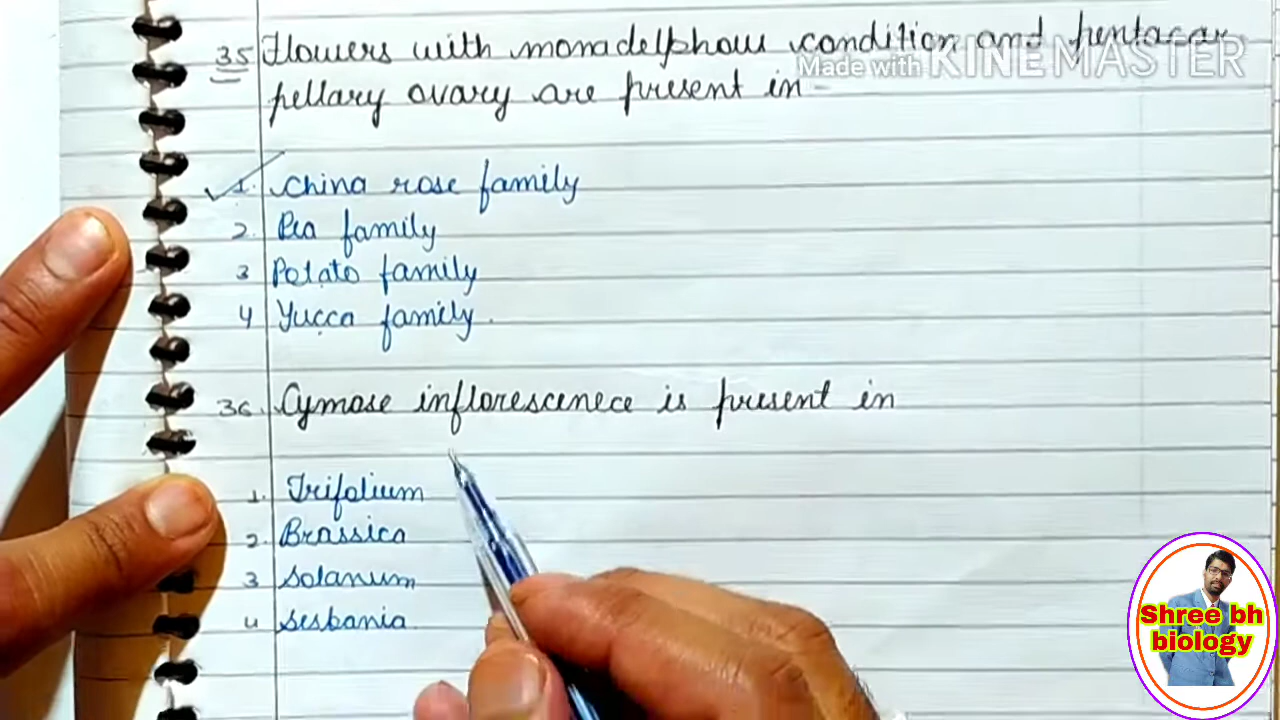 35 Flowers with monadelphous condition and pentacar
pellary ovary are present in
Made with KINEMASTER
1. China rose family
2. Pea family
3 Potato family
4 Yucca family.
36. Cymose inflorescenece is present in
1. Trifolium
2. Brassica
3 Solanum
4 Sesbania
Shree bh
biology